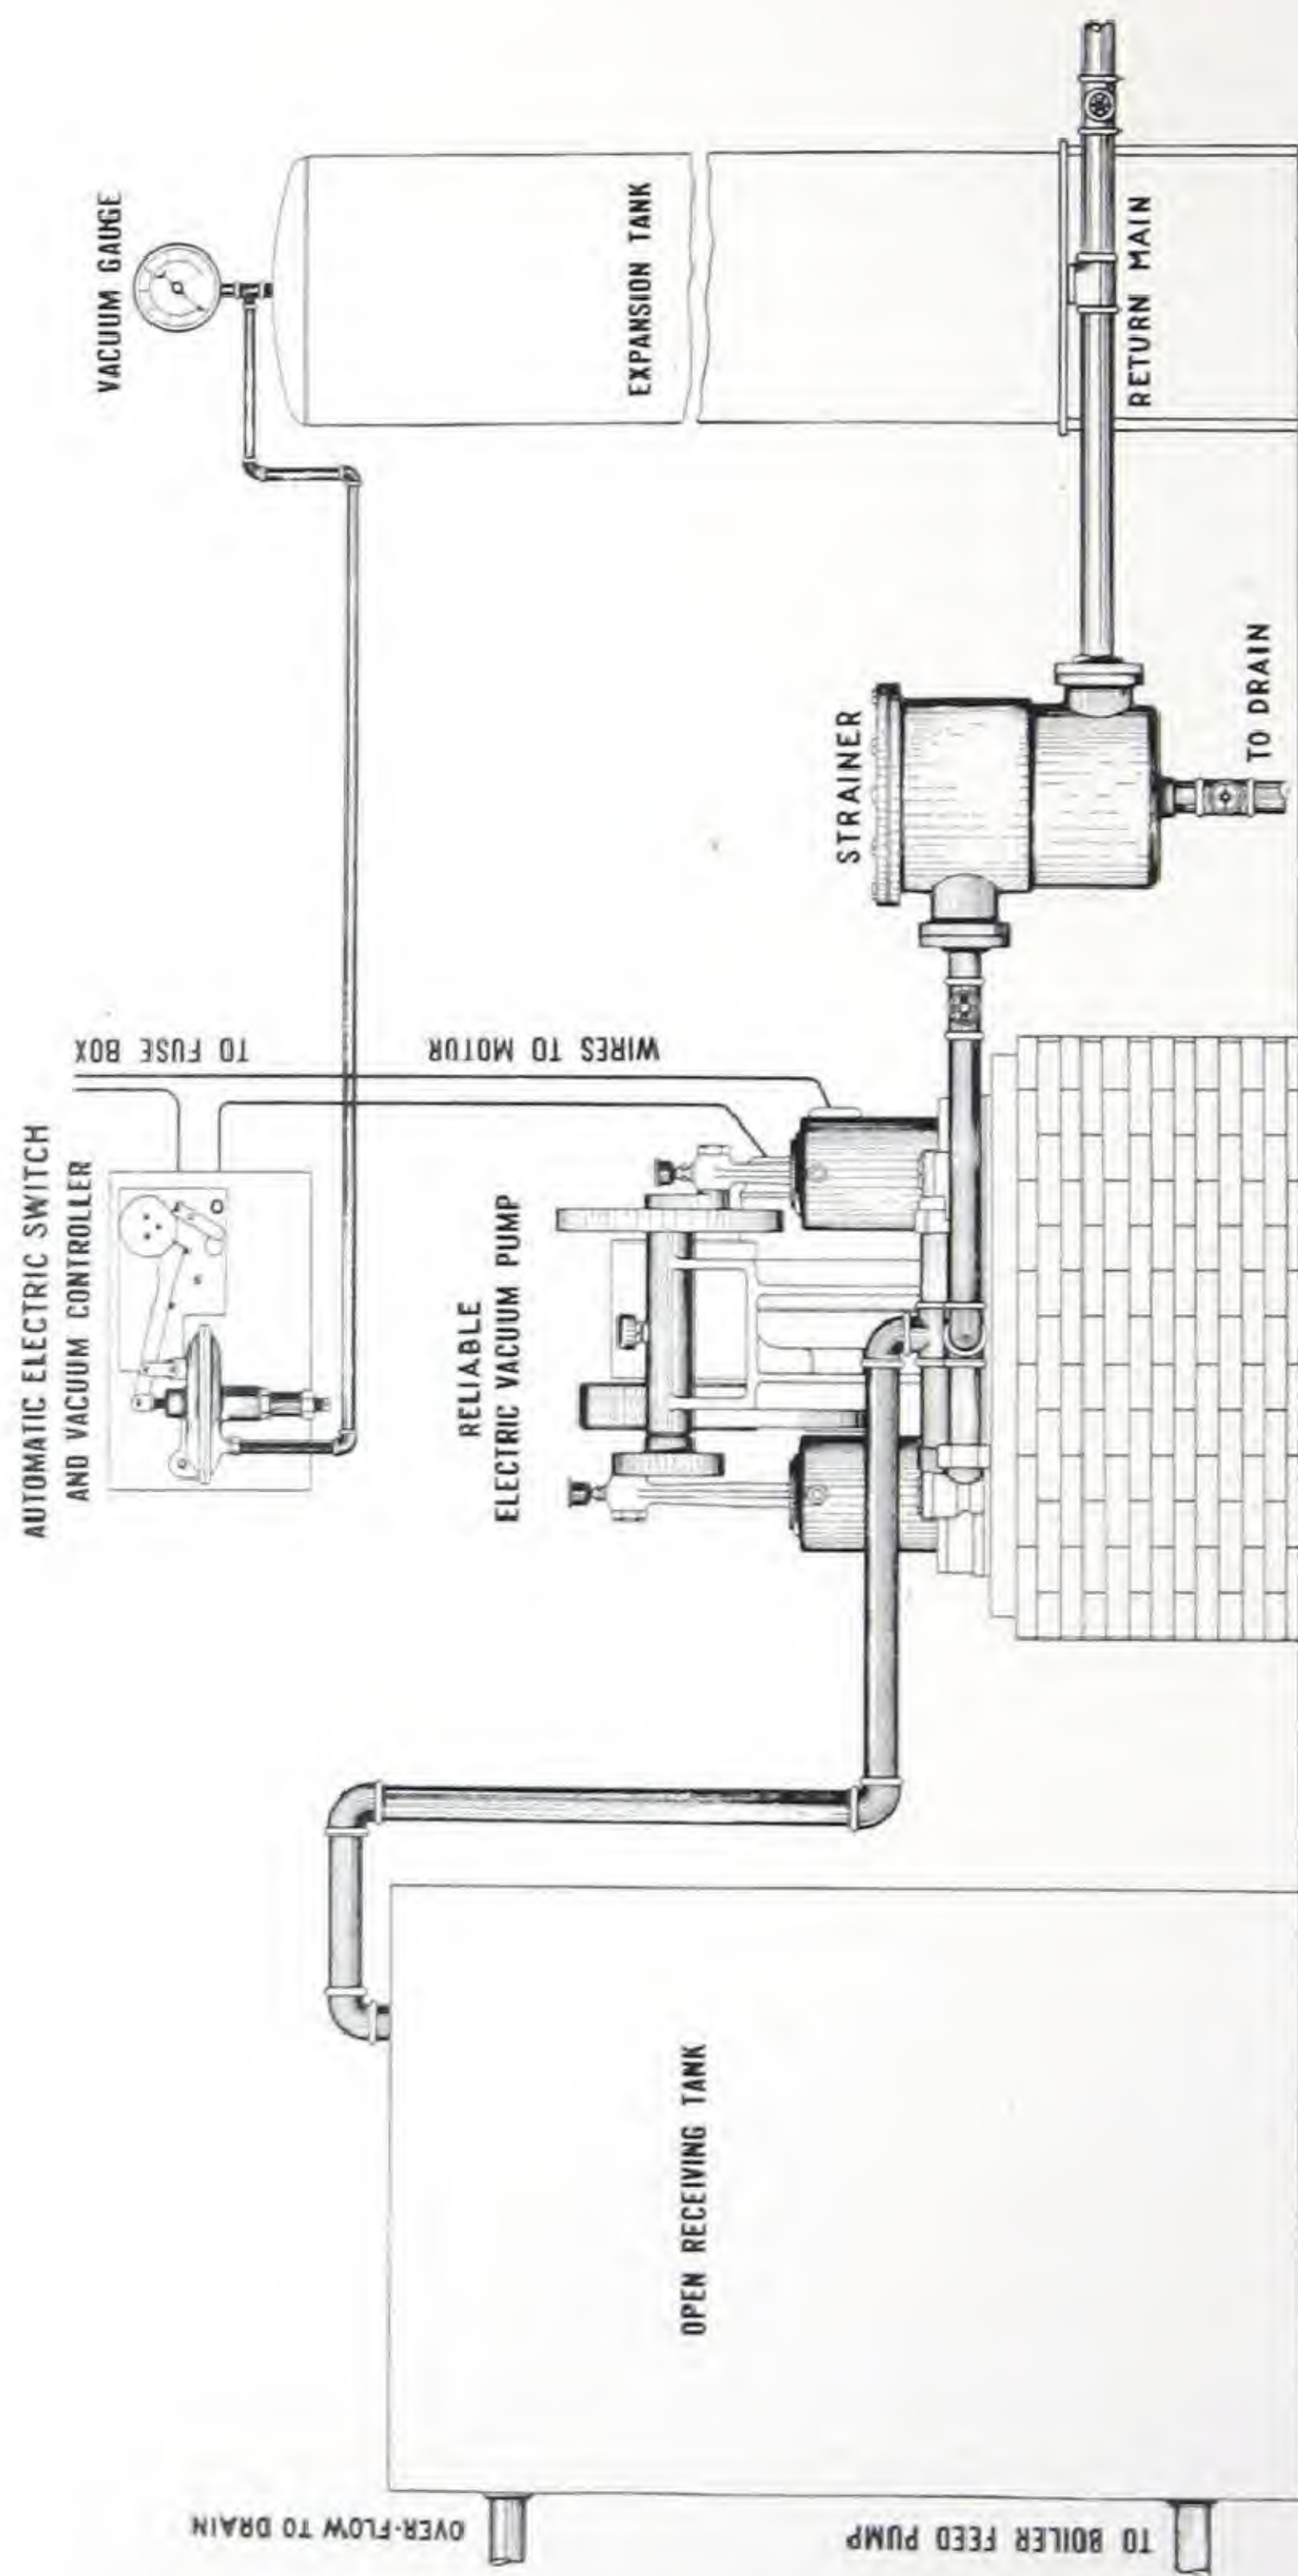 AUTOMATIC ELECTRIC SWITCH
AND VACUUM CONTROLLER
TO FUSE BOX
VACUUM GAUGE
OVER-FLOW TO DRAIN
WIRES TO MOTOR
RELIABLE
ELECTRIC VACUUM PUMP
EXPANSION TANK
OPEN RECEIVING TANK
STRAINER
TO BOILER FEED PUMP
RETURN MAIN
TO DRAIN